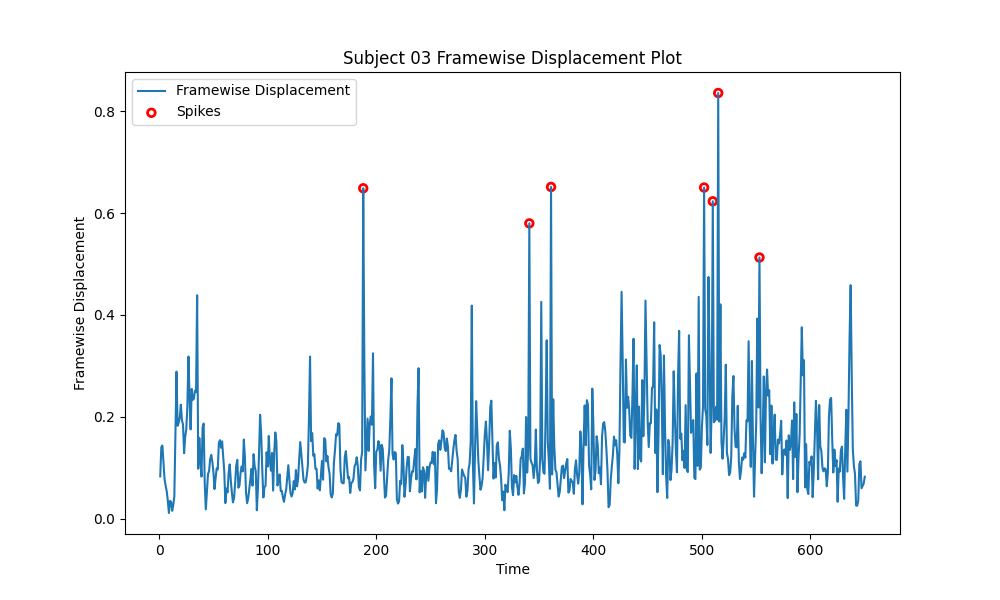 Subject 03 Framewise Displacement Plot
Framewise Displacement
Spikes
0.8
0.6
0.4
0.2
0.0
Framewise Displacement
0 100 200 300 400 500 600
Time